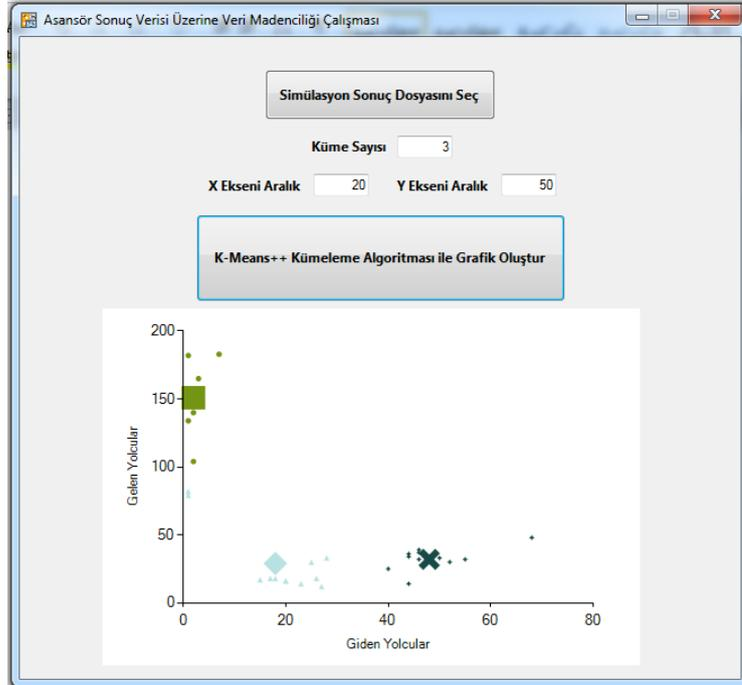 Asansör Sonuç Verisi Üzerine Veri Madenciliği Çalışması
Simülasyon Sonuç Dosyasını Seç
Küme Sayısı 3
X Ekseni Aralık 20 Y Ekseni Aralık 50
K-Means++ Kümeleme Algoritması ile Grafik Oluştur
200
150
100
50
0
Gelen Yolcular
0 20 40 60 80
Giden Yolcular